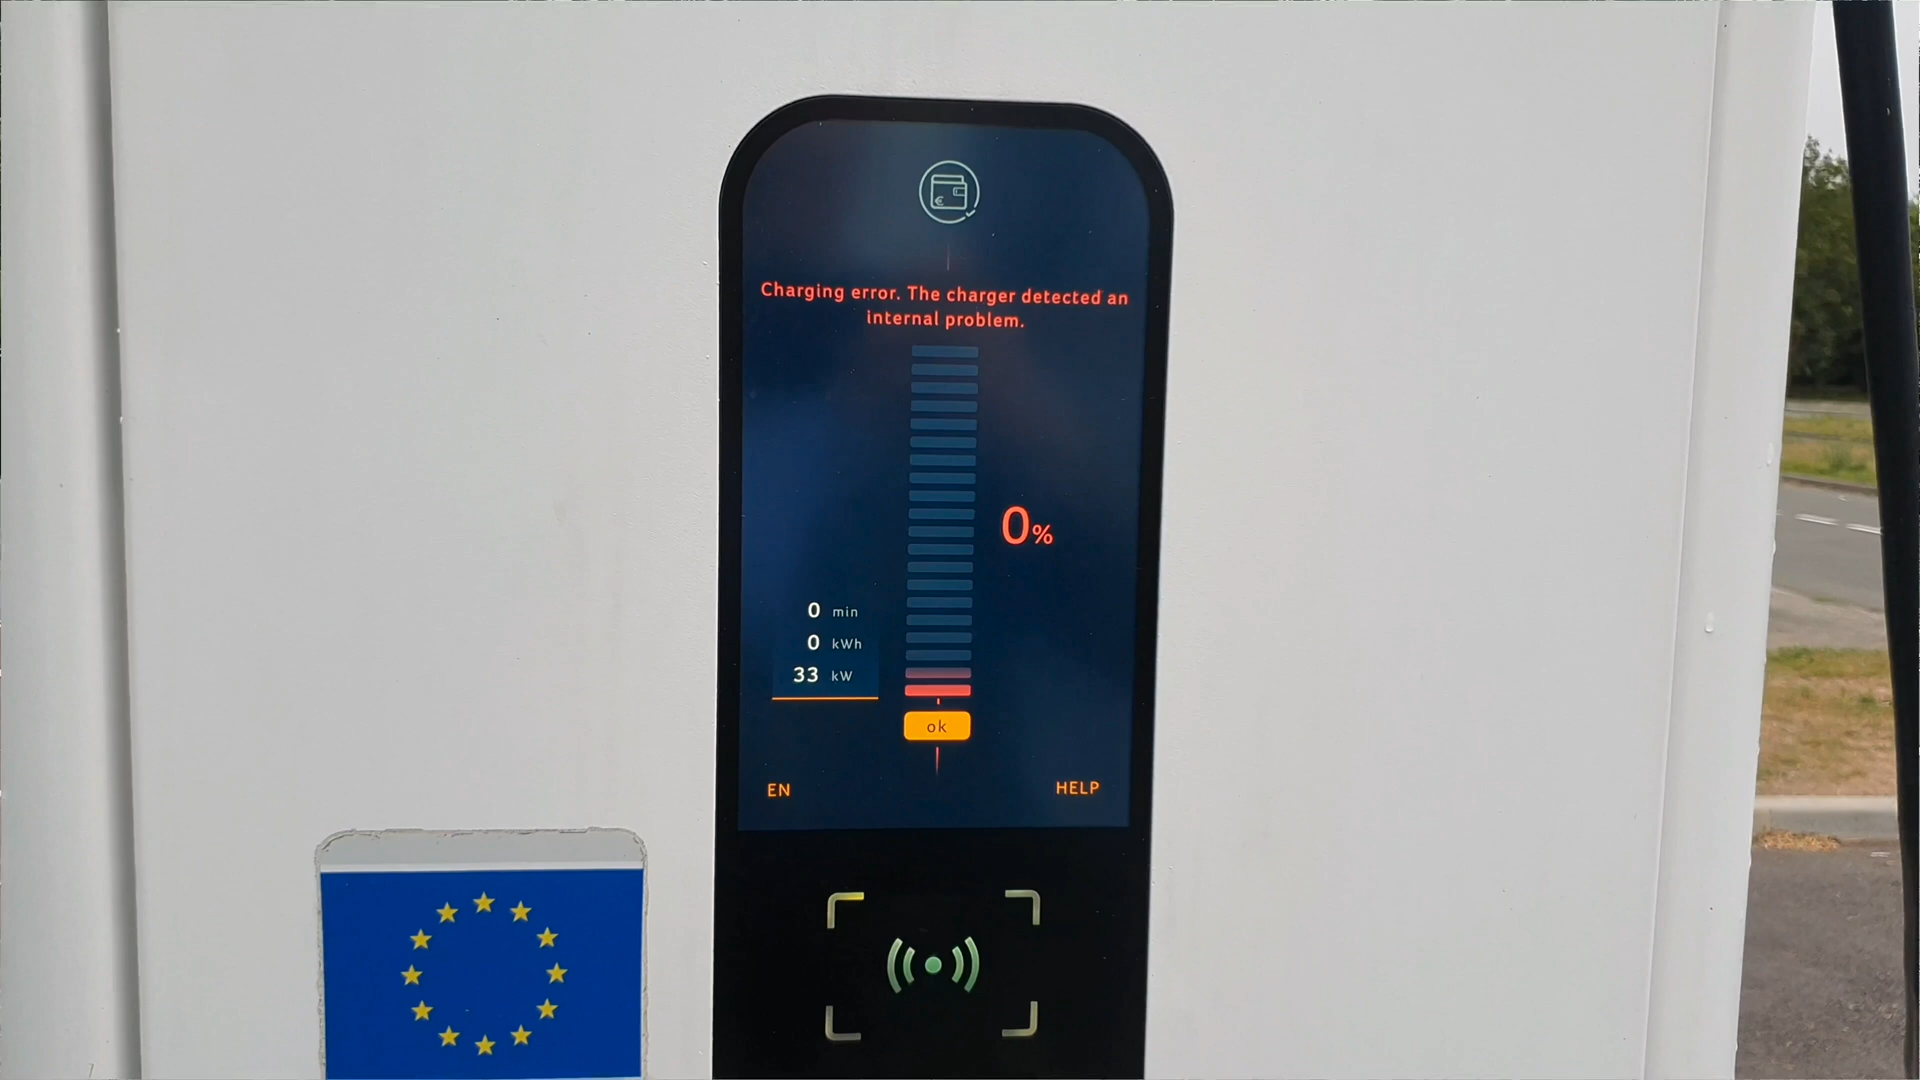 Charging error. The charger detected an
internal problem.
0%
0 min
0 kWh
33 kW
ok
EN
HELP